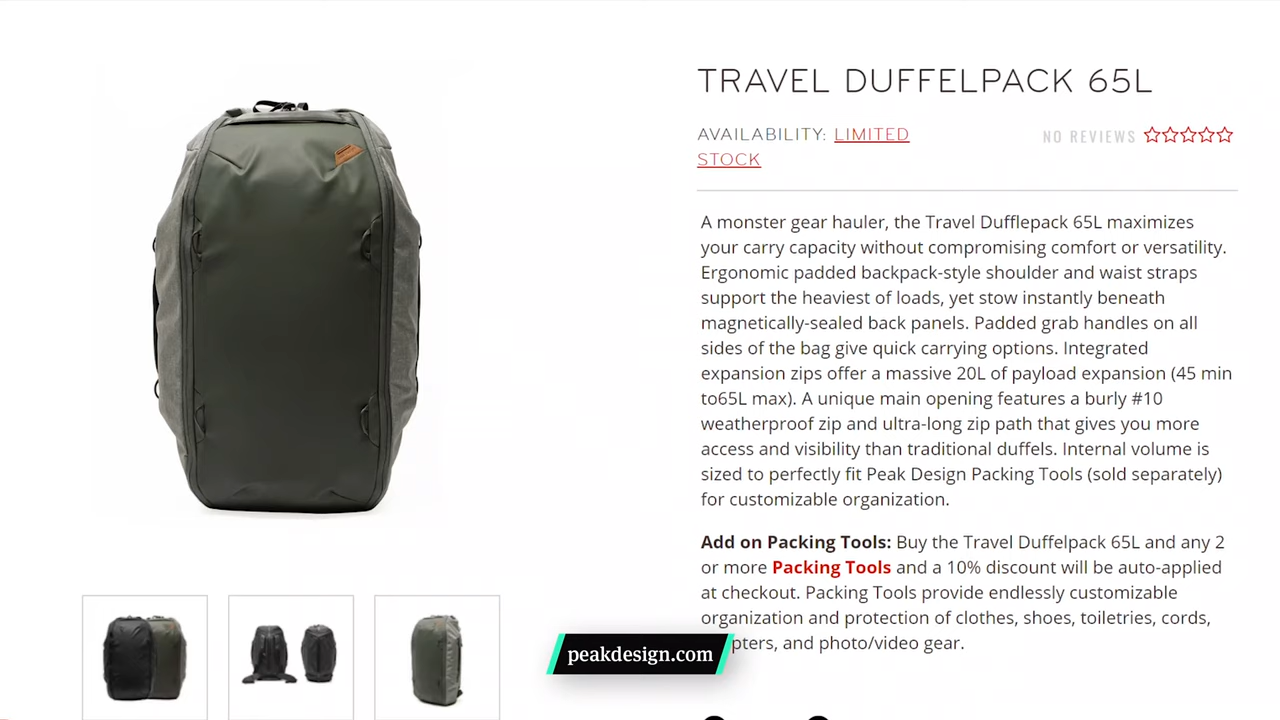 TRAVEL DUFFELPACK 65L
AVAILABILITY: LIMITED
STOCK
NO REVIEWS
A monster gear hauler, the Travel Dufflepack 65L maximizes
your carry capacity without compromising comfort or versatility.
Ergonomic padded backpack-style shoulder and waist straps
support the heaviest of loads, yet stow instantly beneath
magnetically-sealed back panels. Padded grab handles on all
sides of the bag give quick carrying options. Integrated
expansion zips offer a massive 20L of payload expansion (45 min
to65L max). A unique main opening features a burly #10
weatherproof zip and ultra-long zip path that gives you more
access and visibility than traditional duffels. Internal volume is
sized to perfectly fit Peak Design Packing Tools (sold separately)
for customizable organization.
Add on Packing Tools: Buy the Travel Duffelpack 65L and any 2
or more Packing Tools and a 10% discount will be auto-applied
at checkout. Packing Tools provide endlessly customizable
organization and protection of clothes, shoes, toiletries, cords,
pters, and photo/video gear.
peakdesign.com